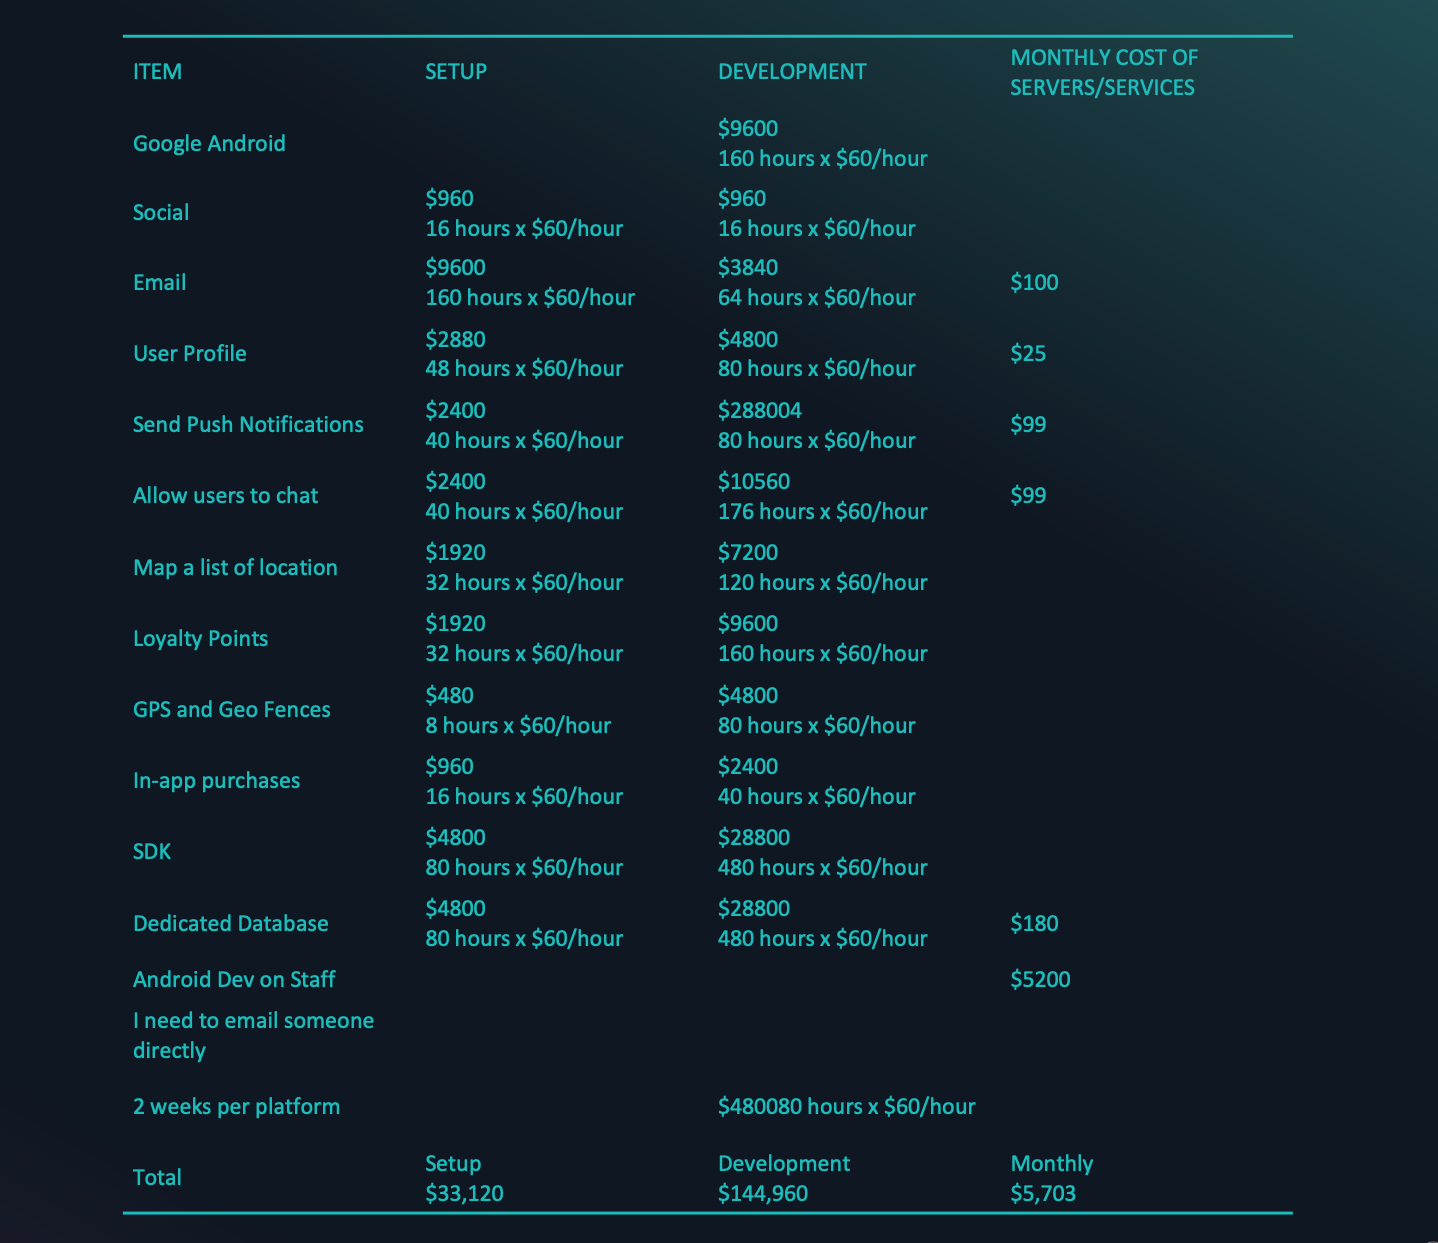 ITEM
SETUP
DEVELOPMENT
MONTHLY COST OF
SERVERS/SERVICES
Google Android
$9600
160 hours x $60/hour
Social
$960
16 hours x $60/hour
$960
16 hours x $60/hour
Email
$9600
160 hours x $60/hour
$3840
64 hours x $60/hour
$100
User Profile
$2880
48 hours x $60/hour
$4800
80 hours x $60/hour
$25
Send Push Notifications
$2400
40 hours x $60/hour
$288004
80 hours x $60/hour
$99
Allow users to chat
$2400
40 hours x $60/hour
$10560
176 hours x $60/hour
$99
Map a list of location
$1920
32 hours x $60/hour
$7200
120 hours x $60/hour
Loyalty Points
$1920
32 hours x $60/hour
$9600
160 hours x $60/hour
GPS and Geo Fences
$480
8 hours x $60/hour
$4800
80 hours x $60/hour
In-app purchases
$960
16 hours x $60/hour
$2400
40 hours x $60/hour
SDK
$4800
80 hours x $60/hour
$28800
480 hours x $60/hour
Dedicated Database
$4800
80 hours x $60/hour
$28800
480 hours x $60/hour
$180
Android Dev on Staff
$5200
I need to email someone
directly
2 weeks per platform
$480080 hours x $60/hour
Total
Setup
$33,120
Development
$144,960
Monthly
$5,703